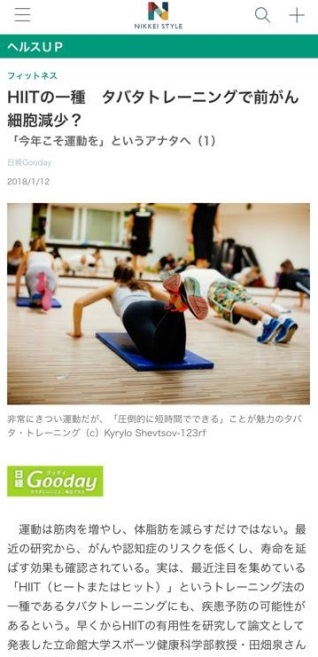 NIKKEI STYLE
ヘルスUP
フィットネス
HIITの一種　タバタトレーニングで前がん
細胞減少？
「今年こそ運動を」というアナタへ（1）
日経Gooday
2018/1/12
非常にきつい運動だが、「圧倒的に短時間でできる」ことが魅力のタバ
タ・トレーニング（c）Kyrylo Shevtsov-123rf
日経 Gooday
　運動は筋肉を増やし、体脂肪を減らすだけではない。最
近の研究から、がんや認知症のリスクを低くし、寿命を延
ばす効果も確認されている。実は、最近注目を集めている
「HIIT（ヒートまたはヒット）」というトレーニング法の
一種であるタバタトレーニングにも、疾患予防の可能性が
あるという。早くからHIITの有用性を研究して論文として
発表した立命館大学スポーツ健康科学部教授・田畑泉さん